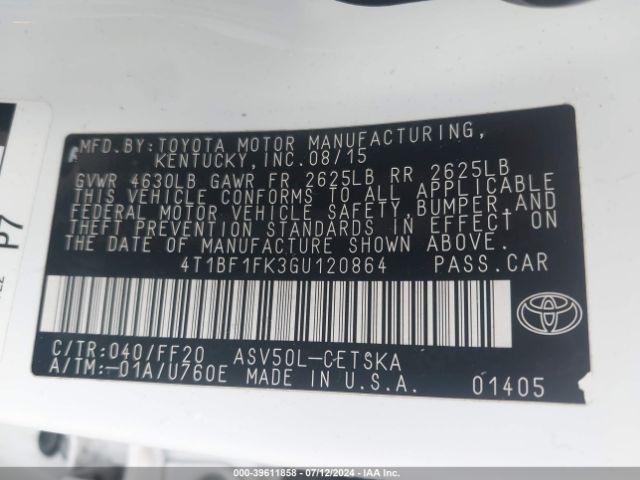 MFD.BY:TOYOTA MOTOR MANUFACTURING,
KENTUCKY,INC.08/15
GVWR 4630LB GAWR FR 2625LB RR 2625LB
THIS VEHICLE CONFORMS TO ALL APPLICABLE
FEDERAL MOTOR VEHICLE SAFETY,BUMPER,AND
THEFT PREVENTION STANDARDS IN EFFECT ON
THE DATE OF MANUFACTURE SHOWN ABOVE.
4T1BF1FK3GU120864 PASS.CAR
C/TR:040/FF20 ASV50L-CETSKA
A/TM:-01A/U760E MADE IN U.S.A. 01405
P7
000-39611858 - 07/12/2024 - IAAI.com